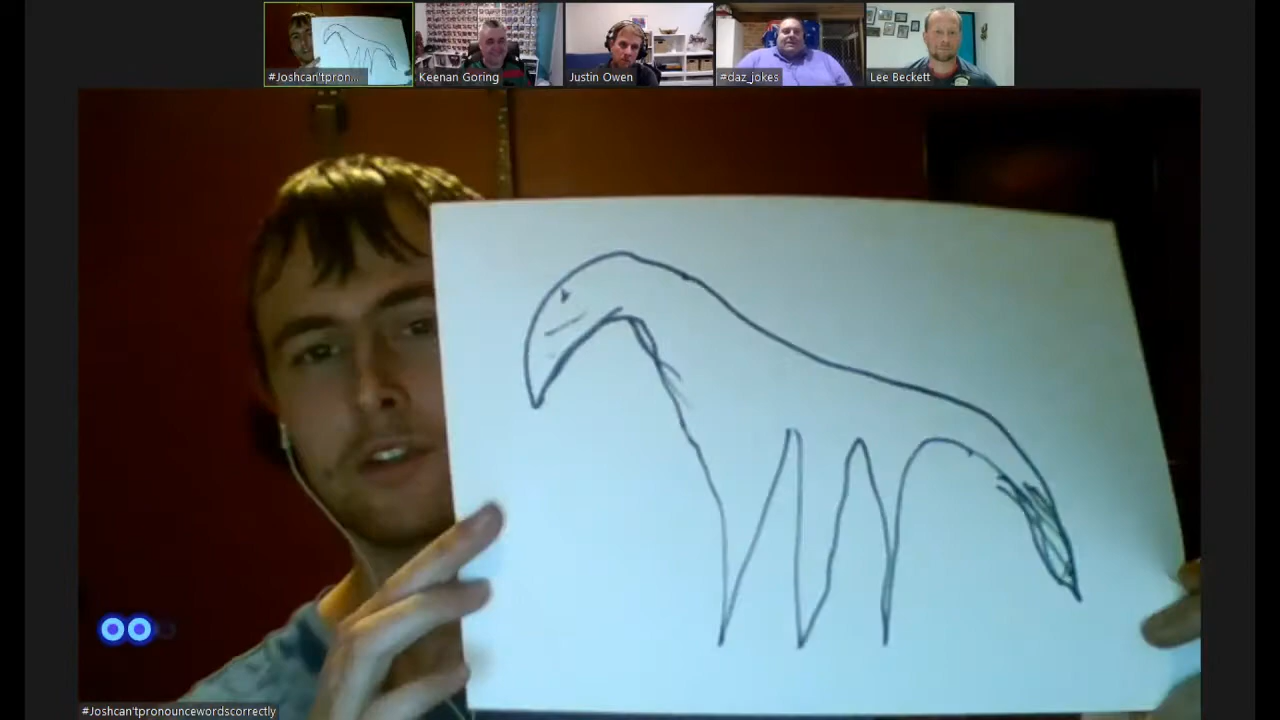 #Joshcan'tpron...
Keenan Goring
Justin Owen
#daz_jokes
Lee Beckett
#Joshcan'tpronouncewordscorrectly